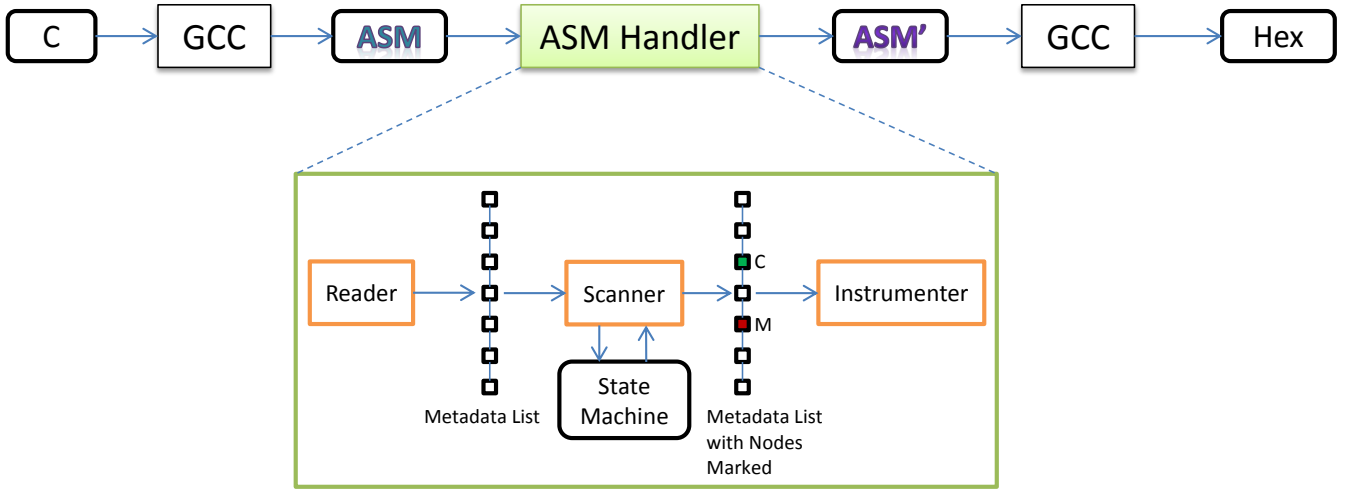 C
GCC
ASM
ASM Handler
ASM’
GCC
Hex
Reader
Metadata List
Scanner
State
Machine
C
M
Metadata List
with Nodes
Marked
Instrumenter